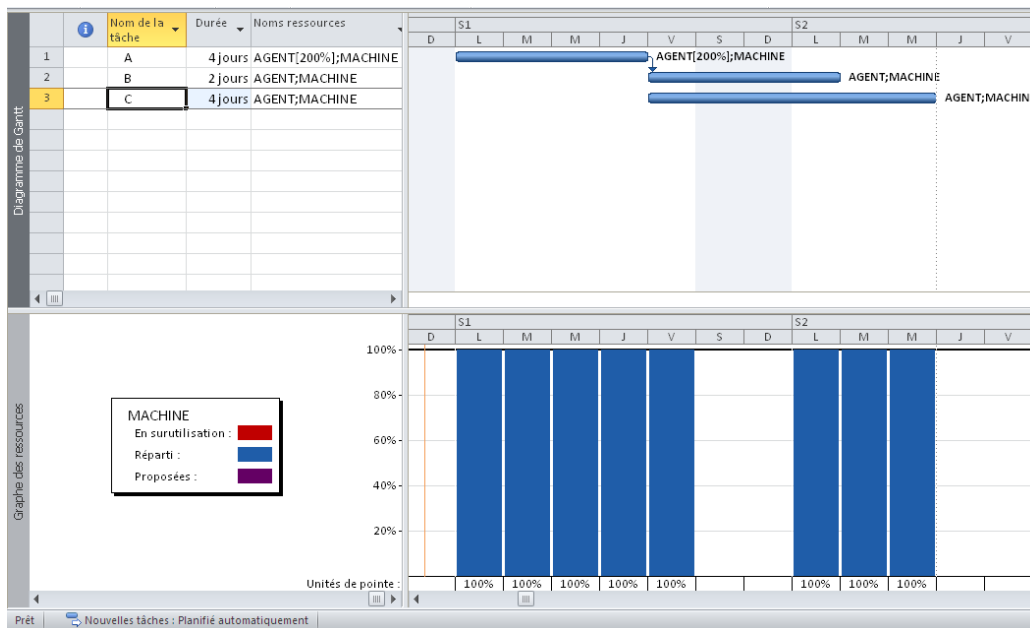 Diagramme de Gantt
Nom de la tâche Durée Noms ressources
1 A 4 jours AGENT[200%];MACHINE
2 B 2 jours AGENT;MACHINE
3 C 4 jours AGENT;MACHINE
S1 S2
D L M M J V S D L M M J V
AGENT[200%];MACHINE
AGENT;MACHINE
AGENT;MACHIN
Graphe des ressources
MACHINE
En surutilisation :
Réparti :
Proposées :
100%
80%
60%
40%
20%
Unités de pointe :
S1 S2
D L M M J V S D L M M J V
100% 100% 100% 100% 100% 100% 100% 100%
Prêt Nouvelles tâches : Planifié automatiquement